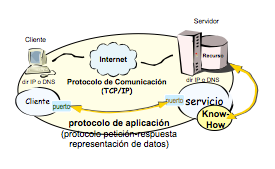 Servidor
Cliente
Internet
Recurso
dir IP o DNS
Protocolo de Comunicación
(TCP/IP)
dir IP o DNS
Cliente
puerto
puerto
servicio
Know-
How
protocolo de aplicación
(protocolo petición-respuesta
representación de datos)